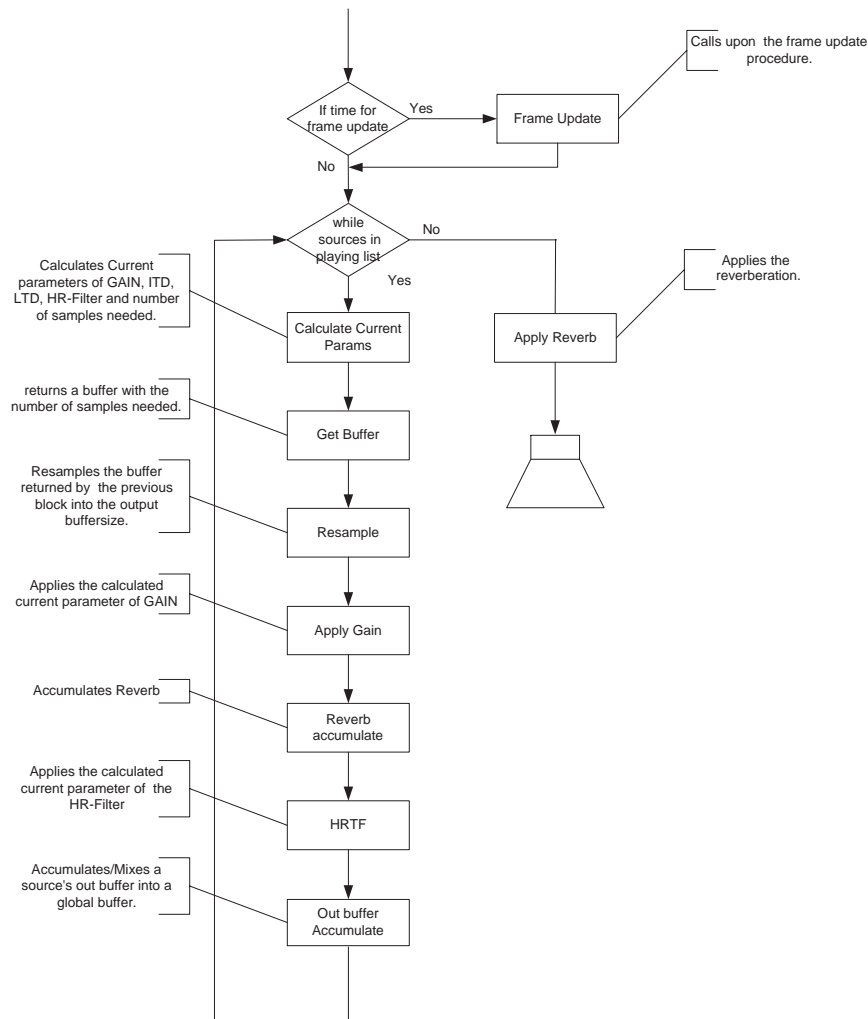 Calls upon the frame update
procedure.
If time for
frame update
Yes
Frame Update
No
while
sources in
playing list
No
Yes
Calculates Current
parameters of GAIN, ITD,
LTD, HR-Filter and number
of samples needed.
Applies the
reverberation.
Calculate Current
Params
Apply Reverb
returns a buffer with the
number of samples needed.
Get Buffer
Resamples the buffer
returned by the previous
block into the output
buffersize.
Resample
Applies the calculated
current parameter of GAIN
Apply Gain
Accumulates Reverb
Reverb
accumulate
Applies the calculated
current parameter of the
HR-Filter
HRTF
Accumulates/Mixes a
source's out buffer into a
global buffer.
Out buffer
Accumulate